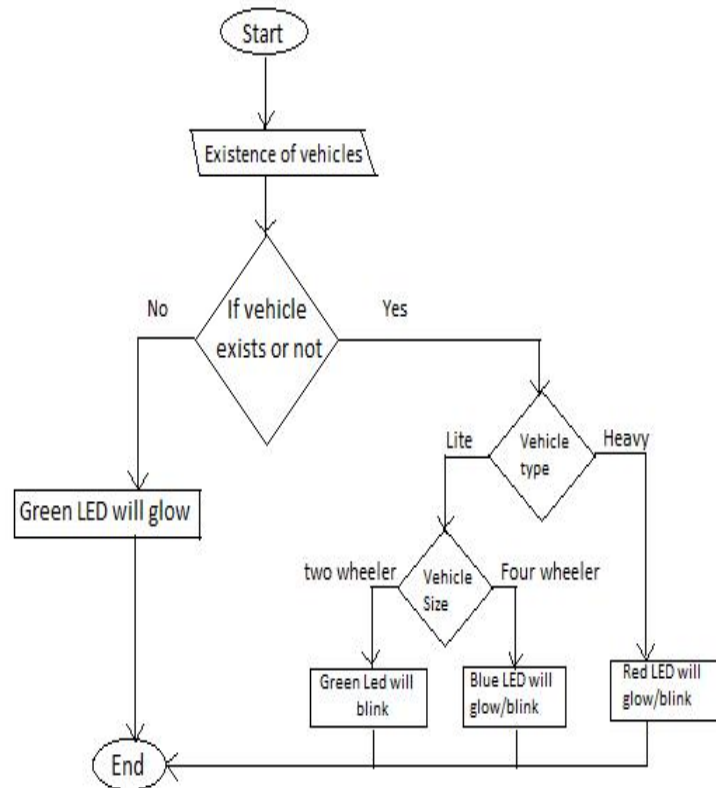 Start
Existence of vehicles
If vehicle
exists or not
No
Yes
Vehicle
type
Lite
Heavy
Green LED will glow
Vehicle
Size
two wheeler
Four wheeler
Green Led will
blink
Blue LED will
glow/blink
Red LED will
glow/blink
End